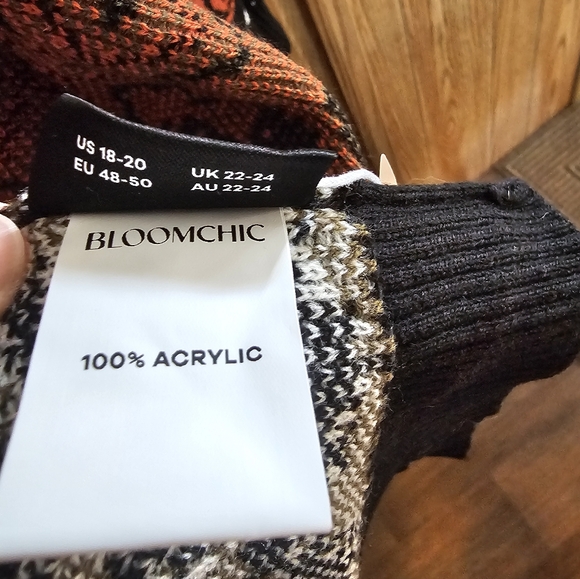 US 18-20
EU 48-50
UK 22-24
AU 22-24
BLOOMCHIC
100% ACRYLIC